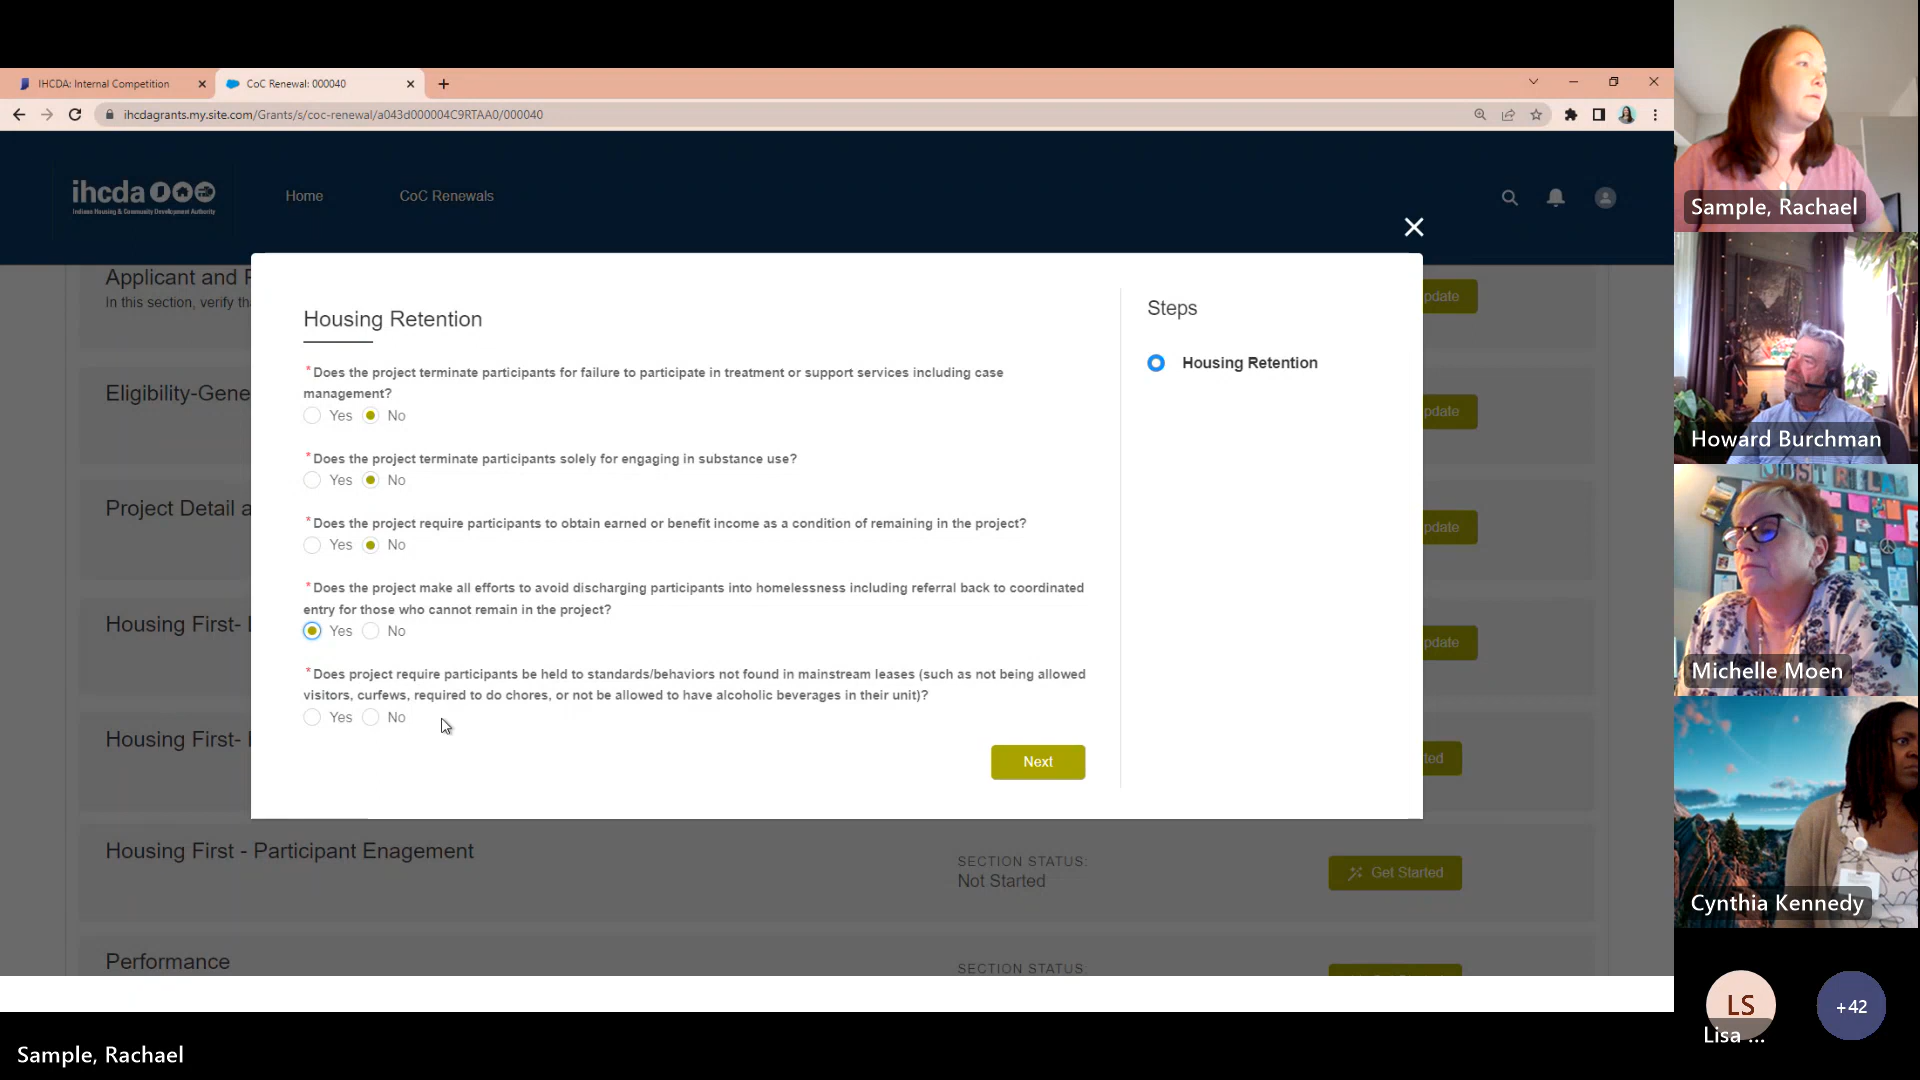 IHCDA: Internal Competition
CoC Renewal: 000040
ihcdagrants.my.site.com/Grants/s/coc-renewal/a043d000004C9RTAA0/000040
ihcda
Indiana Housing & Community Development Authority
Home
CoC Renewals
Applicant and
In this section, verify
pdate
Eligibility-Gene
pdate
Project Detail a
pdate
Housing First-
pdate
Housing First-
ted
Housing Retention
*Does the project terminate participants for failure to participate in treatment or support services including case
management?
Yes No
*Does the project terminate participants solely for engaging in substance use?
Yes No
*Does the project require participants to obtain earned or benefit income as a condition of remaining in the project?
Yes No
*Does the project make all efforts to avoid discharging participants into homelessness including referral back to coordinated
entry for those who cannot remain in the project?
Yes No
*Does project require participants be held to standards/behaviors not found in mainstream leases (such as not being allowed
visitors, curfews, required to do chores, or not be allowed to have alcoholic beverages in their unit)?
Yes No
Next
Steps
Housing Retention
Housing First - Participant Enagement
SECTION STATUS:
Not Started
Get Started
Performance
SECTION STATUS:
Sample, Rachael
Howard Burchman
JUST RELAX
Michelle Moen
Cynthia Kennedy
LS
Lisa ...
+42
Sample, Rachael